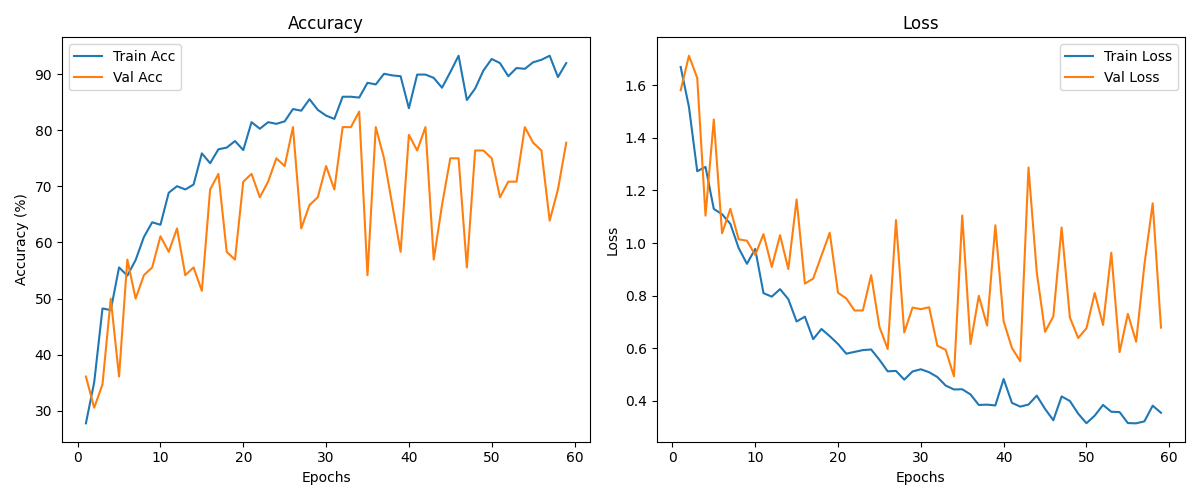 Accuracy
Train Acc
Val Acc
Accuracy (%)
90
80
70
60
50
40
30
0 10 20 30 40 50 60
Epochs
Loss
Train Loss
Val Loss
Loss
1.6
1.4
1.2
1.0
0.8
0.6
0.4
0 10 20 30 40 50 60
Epochs